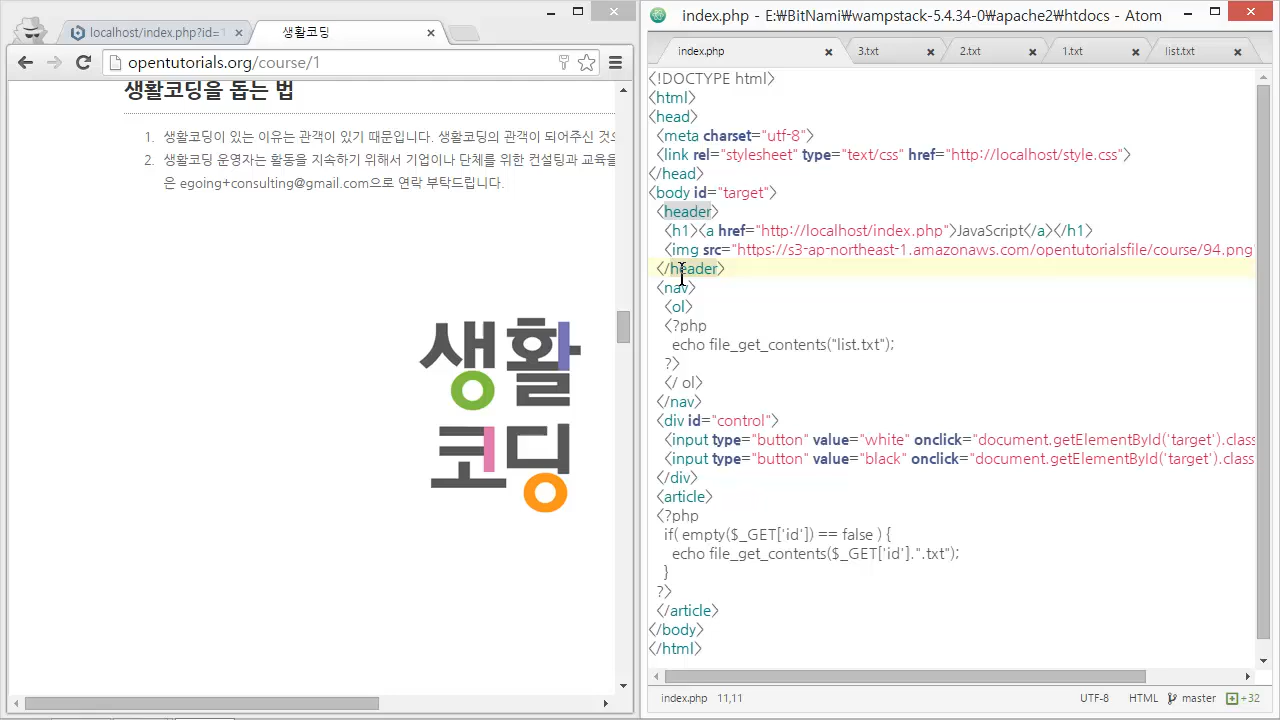 localhost/index.php?id=
생활코딩
opentutorials.org/course/1
생활코딩을 돕는 법
1. 생활코딩이 있는 이유는 관객이 있기 때문입니다. 생활코딩의 관객이 되어주신 것으
2. 생활코딩 운영자는 활동을 지속하기 위해서 기업이나 단체를 위한 컨설팅과 교육을
은 egoing+consulting@gmail.com으로 연락 부탁드립니다.
생활
코딩
index.php - E:₩BitNami₩wampstack-5.4.34-0₩apache2₩htdocs - Atom
index.php
3.txt
2.txt
1.txt
list.txt
<!DOCTYPE html>
<html>
<head>
<meta charset="utf-8">
<link rel="stylesheet" type="text/css" href="http://localhost/style.css">
</head>
<body id="target">
<header>
<h1><a href="http://localhost/index.php">JavaScript</a></h1>
<img src="https://s3-ap-northeast-1.amazonaws.com/opentutorialsfile/course/94.png"
</header>
<nav>
<ol>
<?php
echo file_get_contents("list.txt");
?>
</ ol>
</nav>
<div id="control">
<input type="button" value="white" onclick="document.getElementById('target').class
<input type="button" value="black" onclick="document.getElementById('target').class
</div>
<article>
<?php
if( empty($_GET['id']) == false ) {
echo file_get_contents($_GET['id'].".txt");
}
?>
</article>
</body>
</html>
index.php 11,11
UTF-8 HTML master +32